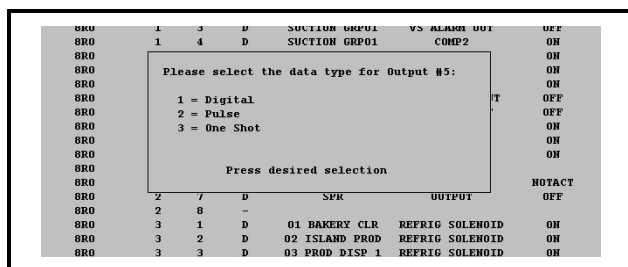 8RO 1 3 D SUCTION GRP01 VS ALARM OUT OFF
8RO 1 4 D SUCTION GRP01 COMP2 ON
8RO ON
8RO Please select the data type for Output #5: ON
8RO ON
8RO 1 = Digital UT OFF
8RO 2 = Pulse OFF
8RO 3 = One Shot ON
8RO ON
8RO ON
8RO Press desired selection
8RO NOTACT
8RO 2 7 D SPR OUTPUT OFF
8RO 2 8 -
8RO 3 1 D 01 BAKERY CLR REFRIG SOLENOID ON
8RO 3 2 D 02 ISLAND PROD REFRIG SOLENOID ON
8RO 3 3 D 03 PROD DISP 1 REFRIG SOLENOID ON